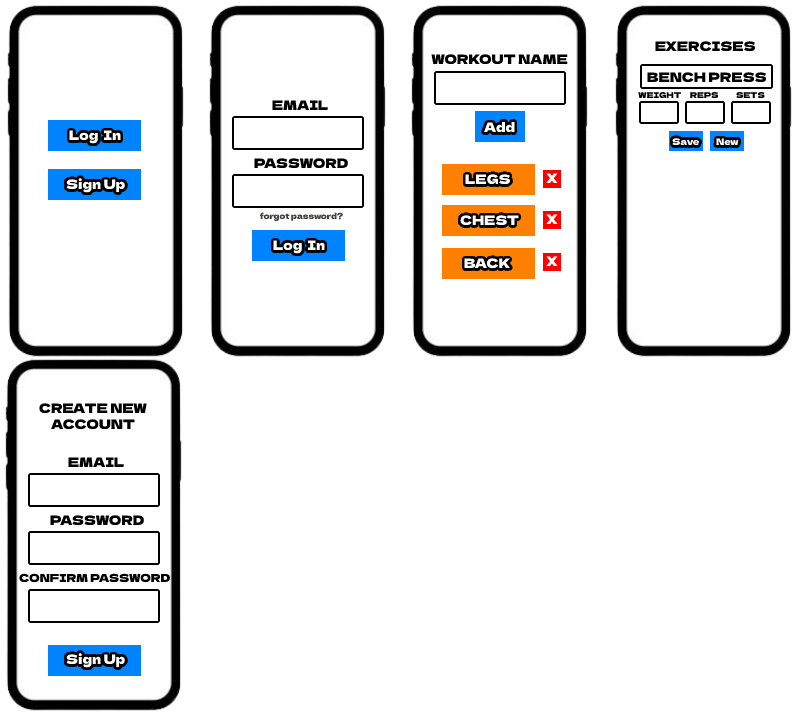 Log In
Sign Up
EMAIL
PASSWORD
forgot password?
Log In
WORKOUT NAME
Add
LEGS X
CHEST X
BACK X
EXERCISES
BENCH PRESS
WEIGHT REPS SETS
Save New
CREATE NEW
ACCOUNT
EMAIL
PASSWORD
CONFIRM PASSWORD
Sign Up